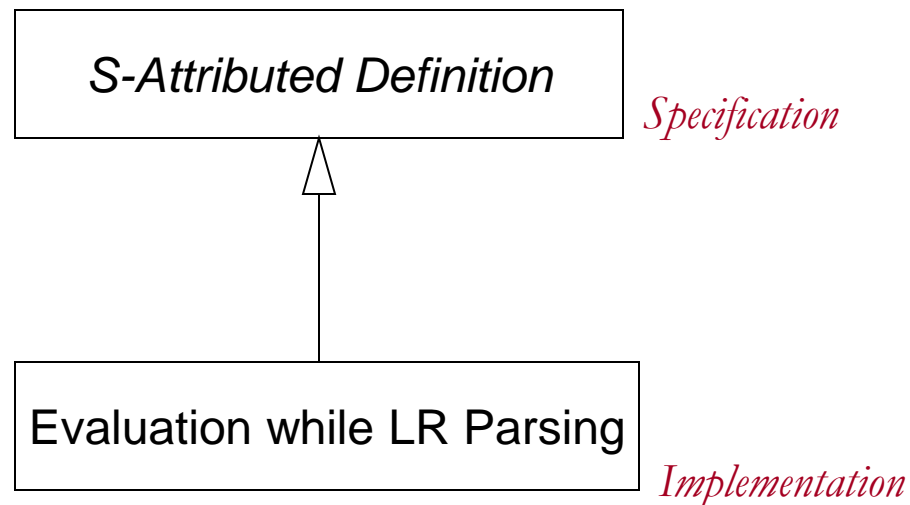 S-Attributed Definition
Specification
Evaluation while LR Parsing
Implementation